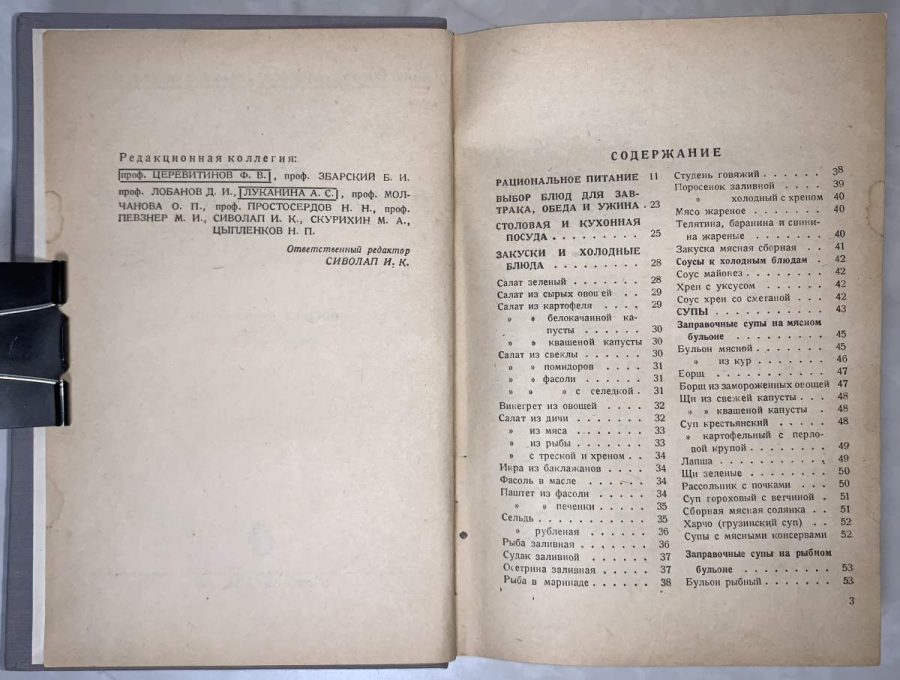 Редакционная коллегия:
проф. ЦЕРЕВИТИНОВ Ф. В., проф. ЗБАРСКИЙ Б. И.
проф. ЛОБАНОВ Д. И., ЛУКАНИНА А. С., проф. МОЛ-
ЧАНОВА О. П., проф. ПРОСТОСЕРДОВ Н. Н., проф.
ПЕВЗНЕР М. И., СИВОЛАП И. К., СКУРИХИН М. А.,
ЦЫПЛЕНКОВ Н. П.
Ответственный редактор
СИВОЛАП И. К.
СОДЕРЖАНИЕ
РАЦИОНАЛЬНОЕ ПИТАНИЕ 11
ВЫБОР БЛЮД ДЛЯ ЗАВ-
ТРАКА, ОБЕДА И УЖИНА . 23
СТОЛОВАЯ И КУХОННАЯ
ПОСУДА . . . . . . . . 25
ЗАКУСКИ И ХОЛОДНЫЕ
БЛЮДА . . . . . . . . 28
Салат зеленый . . . . . . 28
Салат из сырых овощей . . 29
Салат из картофеля . . . 29
» » белокачанной ка-
пусты . . . . . . 30
» » квашеной капусты 30
Салат из свеклы . . . . . 30
» » помидоров . . . . 31
» » фасоли . . . . . . 31
» » » с селедкой . 31
Винегрет из овощей . . . . 32
Салат из дичи . . . . . . 32
» из мяса . . . . . . 33
» из рыбы . . . . . . 33
» с треской и хреном . . 34
Икра из баклажанов . . . . 34
Фасоль в масле . . . . . 34
Паштет из фасоли . . . . 34
» » печенки . . . . 35
Сельдь . . . . . . . . 35
» рубленая . . . . . 36
Рыба заливная . . . . . . 36
Судак заливной . . . . . 37
Осетрина заливная . . . . 37
Рыба в маринаде . . . . . 38
Студень говяжий . . . . . 38
Поросенок заливной . . . . 39
» холодный с хреном 40
Мясо жареное . . . . . . 40
Телятина, баранина и свини-
на жареные . . . . . . 40
Закуска мясная сборная . . 41
Соусы к холодным блюдам . 42
Соус майонез . . . . . . 42
Хрен с уксусом . . . . . 42
Соус хрен со сметаной . . . 42
СУПЫ . . . . . . . . . 43
Заправочные супы на мясном
бульоне . . . . . . . 45
Бульон мясной . . . . . . 45
» из кур . . . . . . 46
Борщ . . . . . . . . . 47
Борщ из замороженных овощей 47
Щи из свежей капусты . . . 48
» » квашеной капусты . 48
Суп крестьянский . . . . . 48
» картофельный с перло-
вой крупой . . . . . . 49
Лапша . . . . . . . . . 49
Щи зеленые . . . . . . . 50
Рассольник с почками . . . 50
Суп гороховый с ветчиной . 51
Сборная мясная солянка . . 51
Харчо (грузинский суп) . . 52
Супы с мясными консервами 52
Заправочные супы на рыбном
бульоне . . . . . . . . 53
Бульон рыбный . . . . . . 53
3